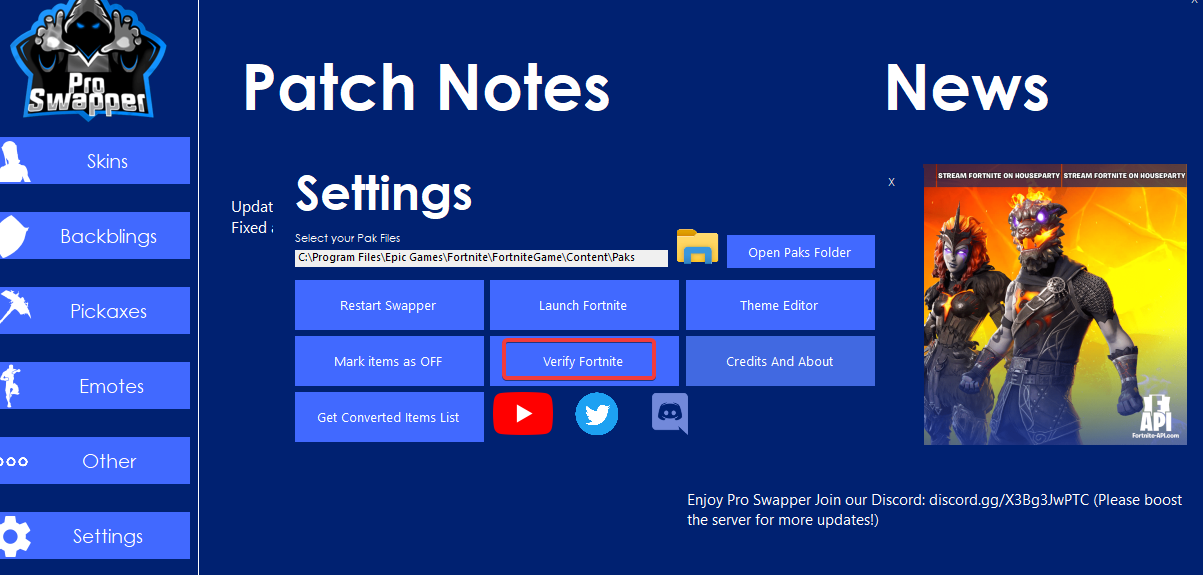 Pro
Swapper
Skins
Backblings
Pickaxes
Emotes
Other
Settings
Patch Notes
News
Updat
Fixed a
Settings
x
Select your Pak Files
C:\Program Files\Epic Games\Fortnite\FortniteGame\Content\Paks
Open Paks Folder
Restart Swapper
Launch Fortnite
Theme Editor
Mark items as OFF
Verify Fortnite
Credits And About
Get Converted Items List
x
STREAM FORTNITE ON HOUSEPARTY
STREAM FORTNITE ON HOUSEPARTY
F
API
Fortnite-API.com
Enjoy Pro Swapper Join our Discord: discord.gg/X3Bg3JwPTC (Please boost
the server for more updates!)